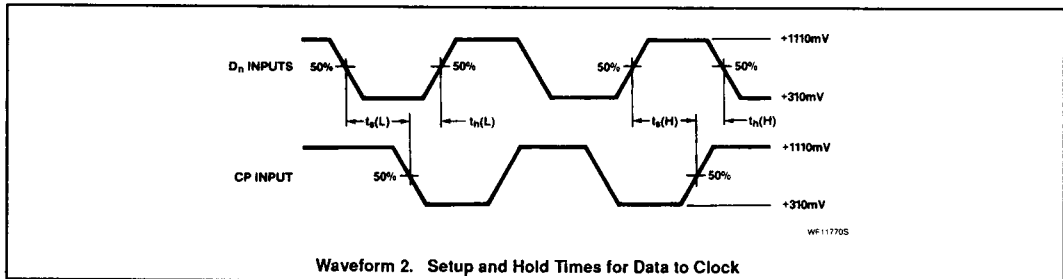 +1110mV
Dn INPUTS 50% 50% 50% 50%
+310mV
ts(L) th(L) ts(H) th(H)
+1110mV
CP INPUT 50% 50%
+310mV
WF11770S
Waveform 2. Setup and Hold Times for Data to Clock